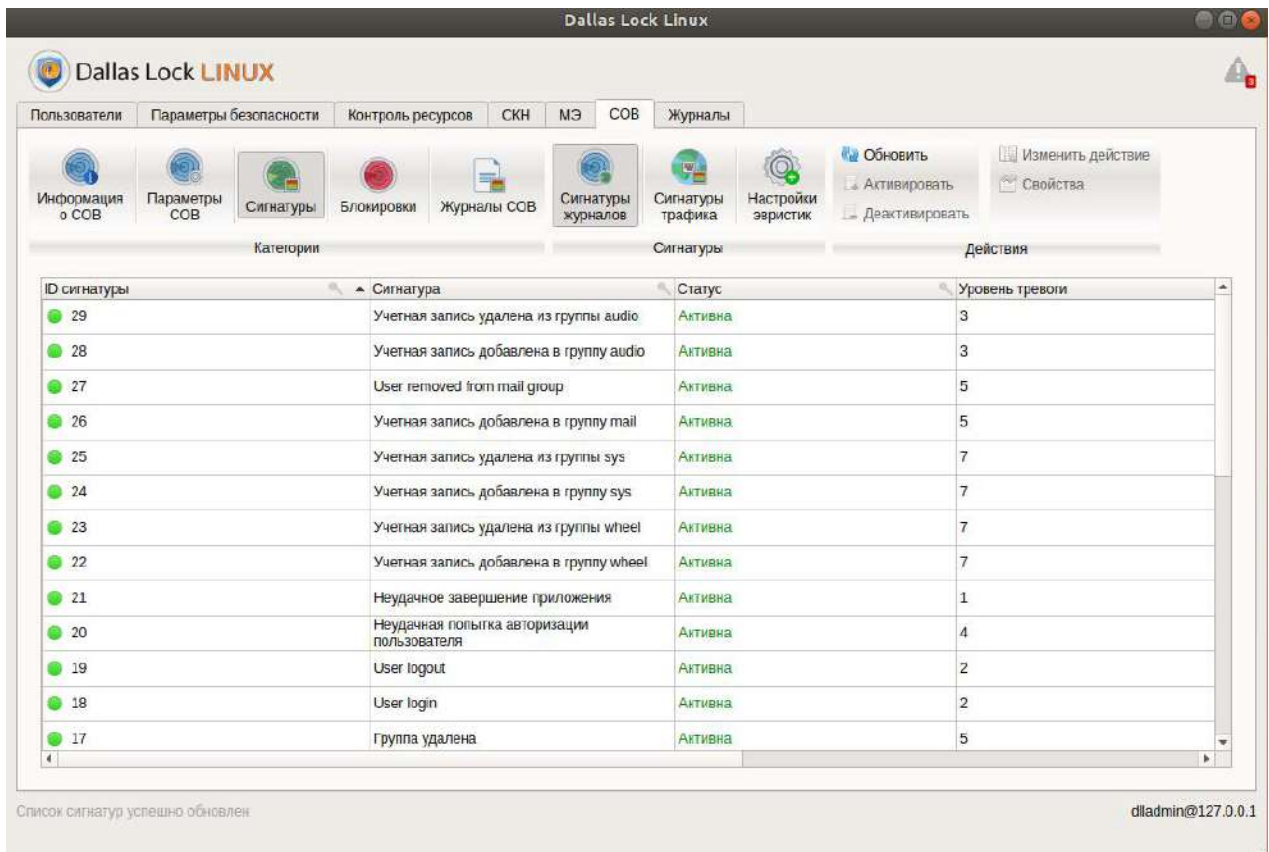 Dallas Lock Linux
Dallas Lock LINUX
3
Пользователи Параметры безопасности Контроль ресурсов СКН МЭ СОВ Журналы
Информация о СОВ
Параметры СОВ
Сигнатуры
Блокировки
Журналы СОВ
Сигнатуры журналов
Сигнатуры трафика
Настройки эвристик
Обновить
Активировать
Деактивировать
Изменить действие
Свойства
Категории Сигнатуры Действия
ID сигнатуры Сигнатура Статус Уровень тревоги
29 Учетная запись удалена из группы audio Активна 3
28 Учетная запись добавлена в группу audio Активна 3
27 User removed from mail group Активна 5
26 Учетная запись добавлена в группу mail Активна 5
25 Учетная запись удалена из группы sys Активна 7
24 Учетная запись добавлена в группу sys Активна 7
23 Учетная запись удалена из группы wheel Активна 7
22 Учетная запись добавлена в группу wheel Активна 7
21 Неудачное завершение приложения Активна 1
20 Неудачная попытка авторизации пользователя Активна 4
19 User logout Активна 2
18 User login Активна 2
17 Группа удалена Активна 5
Список сигнатур успешно обновлен
dlladmin@127.0.0.1